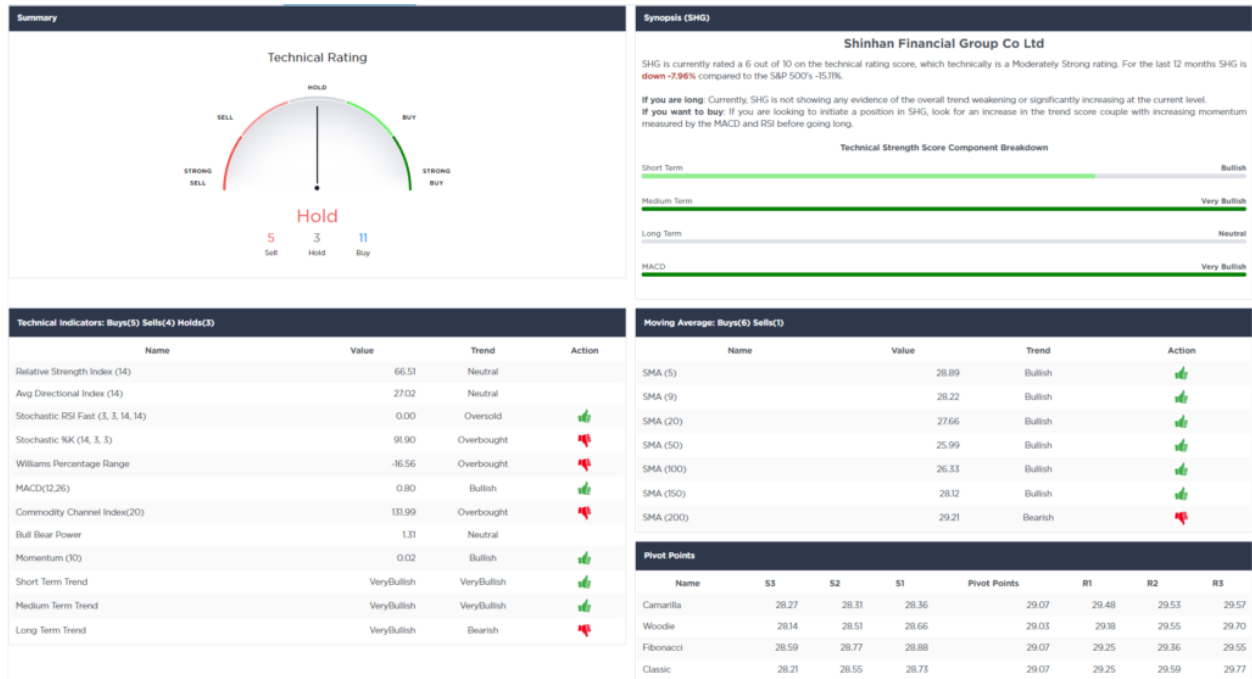 Summary
Technical Rating
HOLD
SELL
BUY
STRONG SELL
STRONG BUY
Hold
5 3 11
Sell Hold Buy
Synopsis (SHG)
Shinhan Financial Group Co Ltd
SHG is currently rated a 6 out of 10 on the technical rating score, which technically is a Moderately Strong rating. For the last 12 months SHG is
down -7.96% compared to the S&P 500's -15.11%.
If you are long: Currently, SHG is not showing any evidence of the overall trend weakening or significantly increasing at the current level.
If you want to buy: If you are looking to initiate a position in SHG, look for an increase in the trend score couple with increasing momentum
measured by the MACD and RSI before going long.
Technical Strength Score Component Breakdown
Short Term Bullish
Medium Term Very Bullish
Long Term Neutral
MACD Very Bullish
Technical Indicators: Buys(5) Sells(4) Holds(3)
Name Value Trend Action
Relative Strength Index (14) 66.51 Neutral
Avg Directional Index (14) 27.02 Neutral
Stochastic RSI Fast (3, 3, 14, 14) 0.00 Oversold
Stochastic %K (14, 3, 3) 91.90 Overbought
Williams Percentage Range -16.56 Overbought
MACD(12,26) 0.80 Bullish
Commodity Channel Index(20) 131.99 Overbought
Bull Bear Power 1.31 Neutral
Momentum (10) 0.02 Bullish
Short Term Trend VeryBullish VeryBullish
Medium Term Trend VeryBullish VeryBullish
Long Term Trend VeryBullish Bearish
Moving Average: Buys(6) Sells(1)
Name Value Trend Action
SMA (5) 28.89 Bullish
SMA (9) 28.22 Bullish
SMA (20) 27.66 Bullish
SMA (50) 25.99 Bullish
SMA (100) 26.33 Bullish
SMA (150) 28.12 Bullish
SMA (200) 29.21 Bearish
Pivot Points
Name S3 S2 S1 Pivot Points R1 R2 R3
Camarilla 28.27 28.31 28.36 29.07 29.48 29.53 29.57
Woodie 28.14 28.51 28.66 29.03 29.18 29.55 29.70
Fibonacci 28.59 28.77 28.88 29.07 29.25 29.36 29.55
Classic 28.21 28.55 28.73 29.07 29.25 29.59 29.77